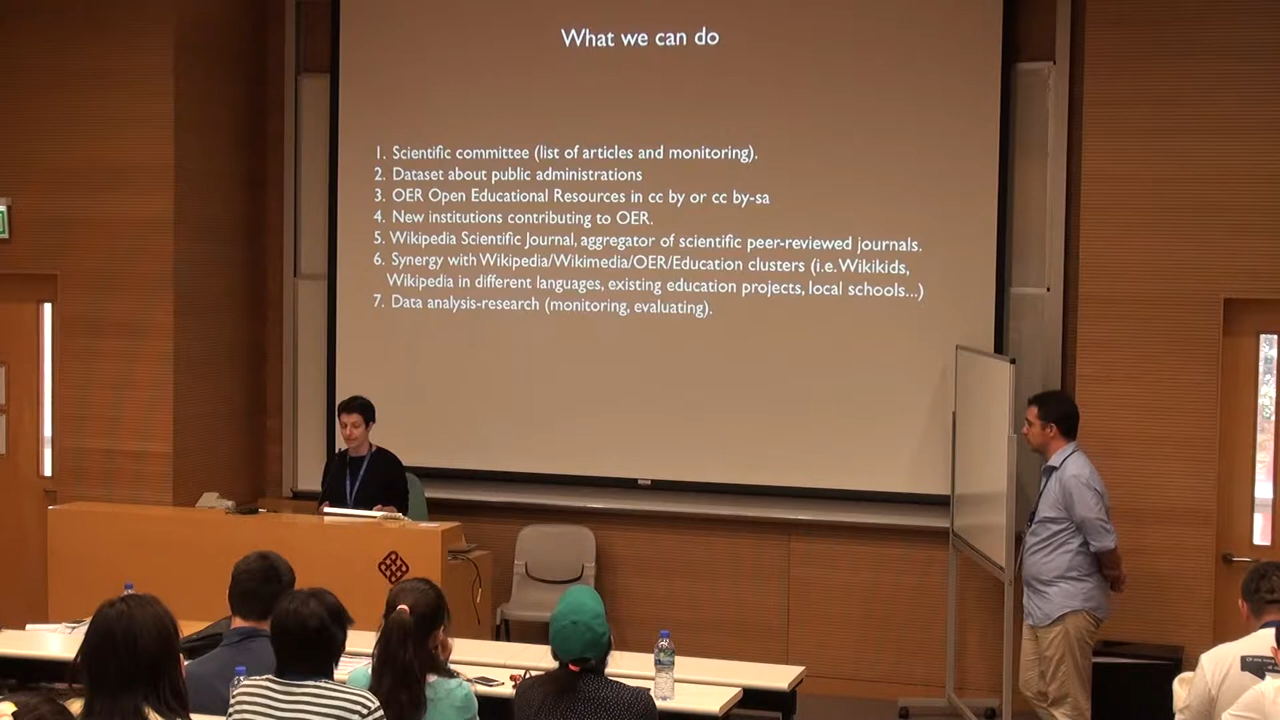 What we can do
1. Scientific committee (list of articles and monitoring).
2. Dataset about public administrations
3. OER Open Educational Resources in cc by or cc by-sa
4. New institutions contributing to OER.
5. Wikipedia Scientific Journal, aggregator of scientific peer-reviewed journals.
6. Synergy with Wikipedia/Wikimedia/OER/Education clusters (i.e. Wikikids,
Wikipedia in different languages, existing education projects, local schools...)
7. Data analysis-research (monitoring, evaluating).